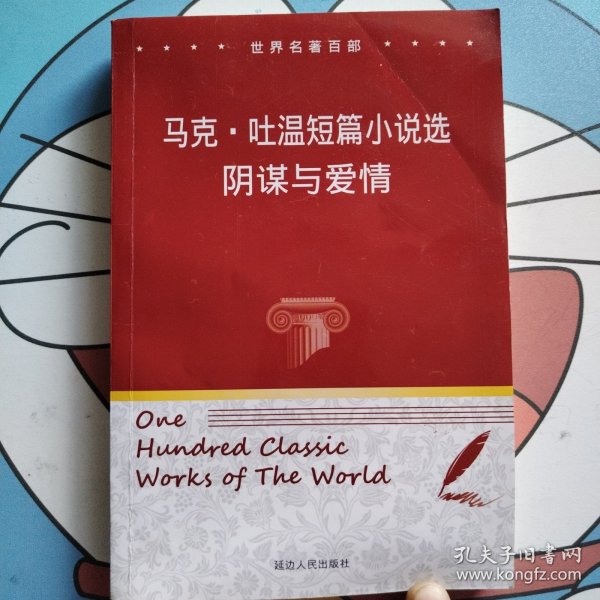 世界名著百部
马克·吐温短篇小说选
阴谋与爱情
One
Hundred Classic
Works of The World
延边人民出版社
孔夫子旧书网
www.kongfz.com